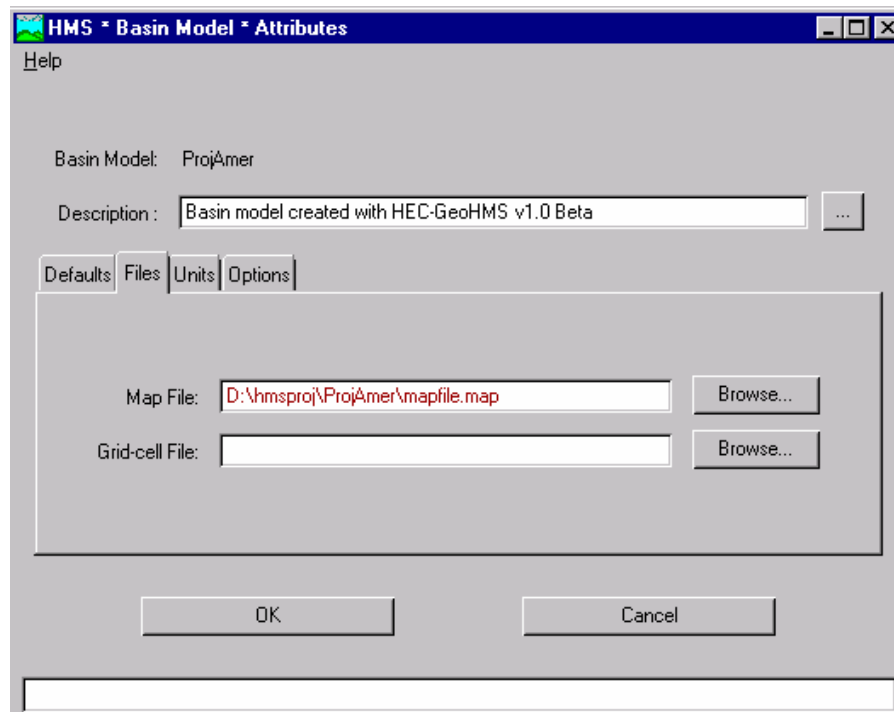 HMS * Basin Model * Attributes
Help
Basin Model: ProjAmer
Description : Basin model created with HEC-GeoHMS v1.0 Beta ...
Defaults Files Units Options
Map File: D:\hmsproj\ProjAmer\mapfile.map Browse...
Grid-cell File: Browse...
OK Cancel